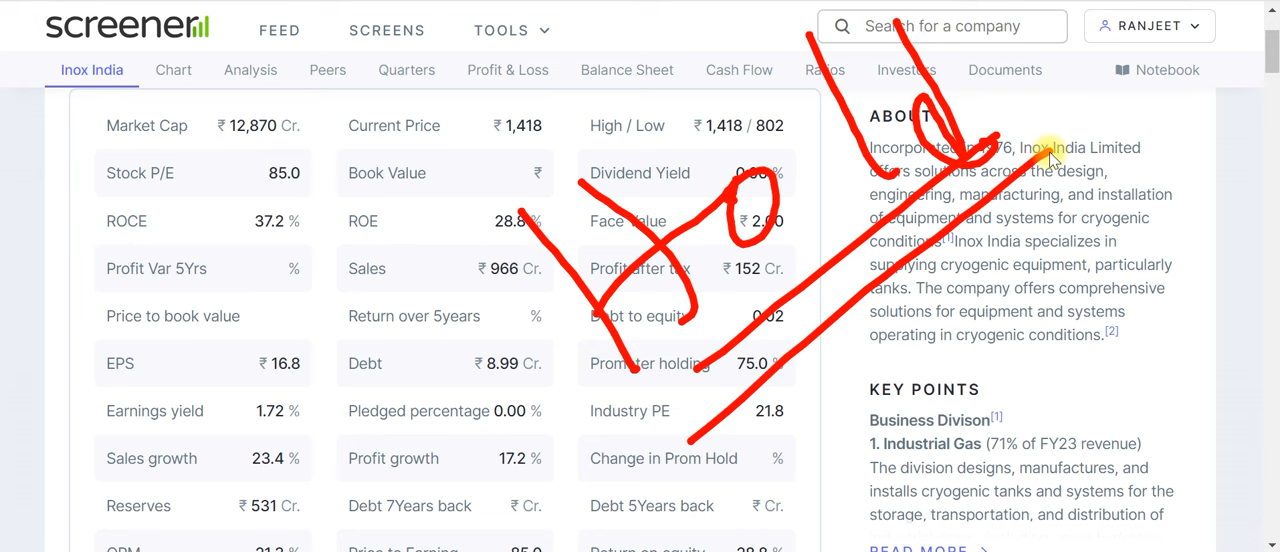 screener
FEED
SCREENS
TOOLS
Search for a company
RANJEET
Inox India
Chart
Analysis
Peers
Quarters
Profit & Loss
Balance Sheet
Cash Flow
Ratios
Investors
Documents
Notebook
Market Cap ₹ 12,870 Cr.
Current Price ₹ 1,418
High / Low ₹ 1,418 / 802
Stock P/E 85.0
Book Value ₹
Dividend Yield 0.00 %
ROCE 37.2 %
ROE 28.8 %
Face Value ₹ 2.00
Profit Var 5Yrs %
Sales ₹ 966 Cr.
Profit after tax ₹ 152 Cr.
Price to book value
Return over 5years %
Debt to equity 0.02
EPS ₹ 16.8
Debt ₹ 8.99 Cr.
Promoter holding 75.0 %
Earnings yield 1.72 %
Pledged percentage 0.00 %
Industry PE 21.8
Sales growth 23.4 %
Profit growth 17.2 %
Change in Prom Hold %
Reserves ₹ 531 Cr.
Debt 7Years back ₹ Cr.
Debt 5Years back ₹ Cr.
ABOUT
Incorporated in 1976, Inox India Limited
offers solutions across the design,
engineering, manufacturing, and installation
of equipment and systems for cryogenic
conditions[1]Inox India specializes in
supplying cryogenic equipment, particularly
tanks. The company offers comprehensive
solutions for equipment and systems
operating in cryogenic conditions.[2]
KEY POINTS
Business Divison[1]
1. Industrial Gas (71% of FY23 revenue)
The division designs, manufactures, and
installs cryogenic tanks and systems for the
storage, transportation, and distribution of
READ MORE